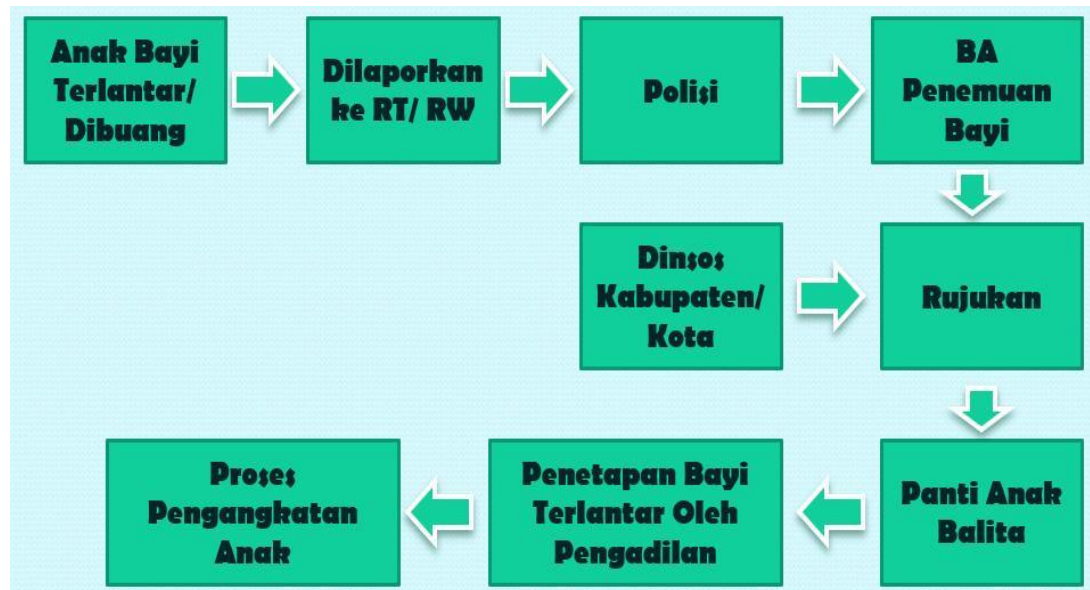 Anak Bayi
Terlantar/
Dibuang
Dilaporkan
ke RT/ RW
Polisi
BA
Penemuan
Bayi
Dinsos
Kabupaten/
Kota
Rujukan
Proses
Pengangkatan
Anak
Penetapan Bayi
Terlantar Oleh
Pengadilan
Panti Anak
Balita